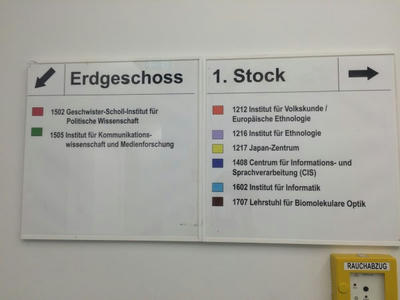 Erdgeschoss
1502 Geschwister-Scholl-Institut für
Politische Wissenschaft
1505 Institut für Kommunikations-
wissenschaft und Medienforschung
1. Stock
1212 Institut für Volkskunde /
Europäische Ethnologie
1216 Institut für Ethnologie
1217 Japan-Zentrum
1408 Centrum für Informations- und
Sprachverarbeitung (CIS)
1602 Institut für Informatik
1707 Lehrstuhl für Biomolekulare Optik
RAUCHABZUG